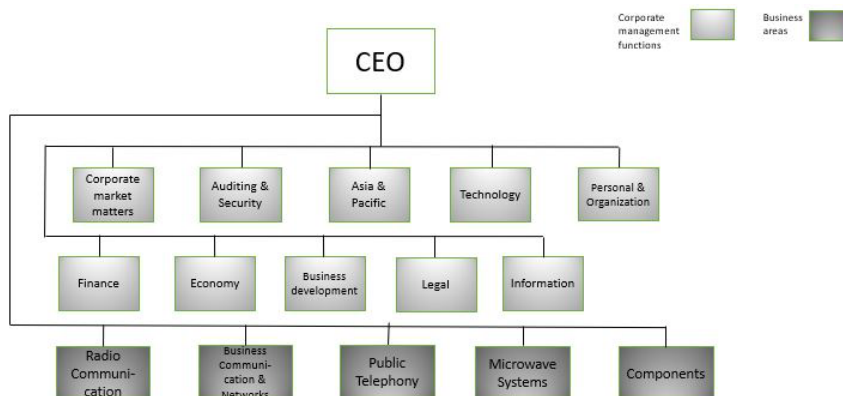 Corporate
management
functions
Business
areas
CEO
Corporate
market
matters
Auditing &
Security
Asia &
Pacific
Technology
Personal &
Organization
Finance
Economy
Business
development
Legal
Information
Radio
Communi-
cation
Business
Communi-
cation &
Networks
Public
Telephony
Microwave
Systems
Components